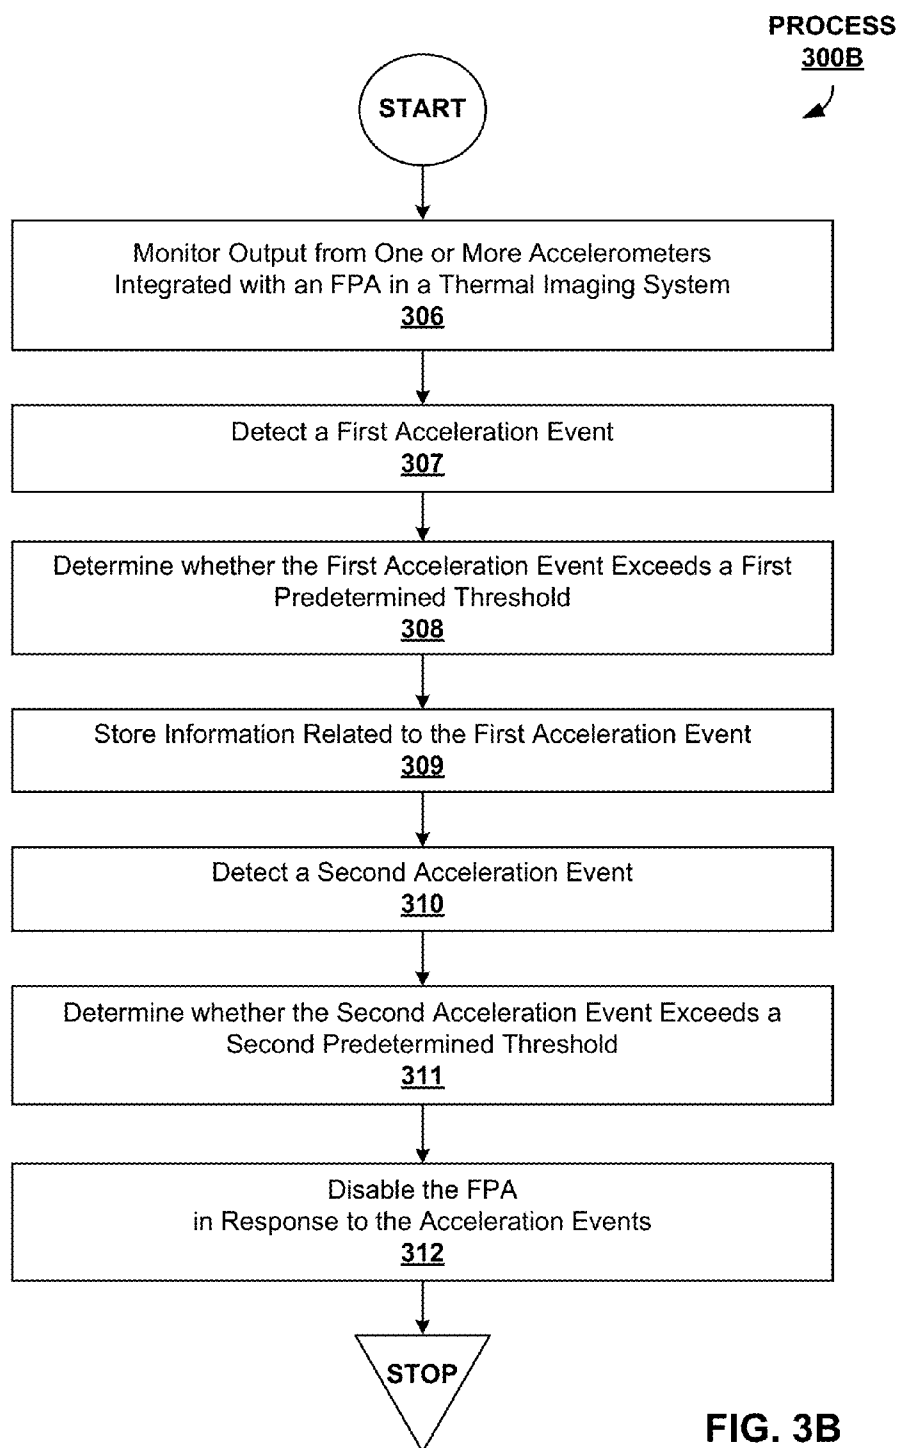 PROCESS
300B
START
Monitor Output from One or More Accelerometers
Integrated with an FPA in a Thermal Imaging System
306
Detect a First Acceleration Event
307
Determine whether the First Acceleration Event Exceeds a First
Predetermined Threshold
308
Store Information Related to the First Acceleration Event
309
Detect a Second Acceleration Event
310
Determine whether the Second Acceleration Event Exceeds a
Second Predetermined Threshold
311
Disable the FPA
in Response to the Acceleration Events
312
STOP
FIG. 3B